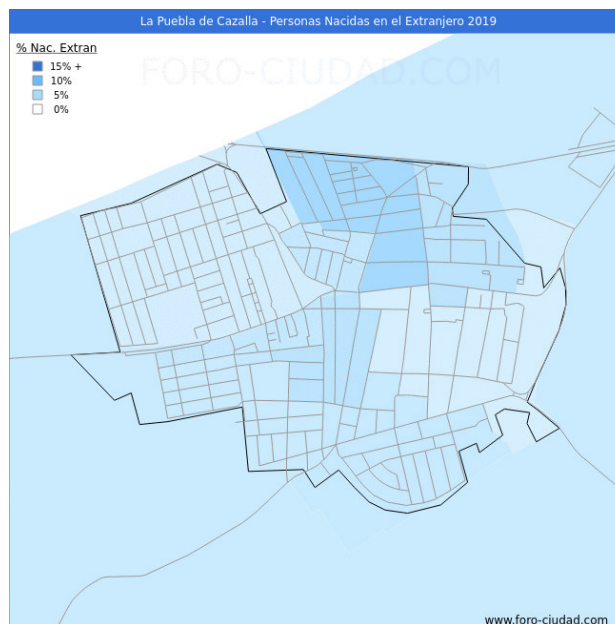 La Puebla de Cazalla - Personas Nacidas en el Extranjero 2019
% Nac. Extran
15% +
10%
5%
0%
FORO-CIUDAD.COM
www.foro-ciudad.com